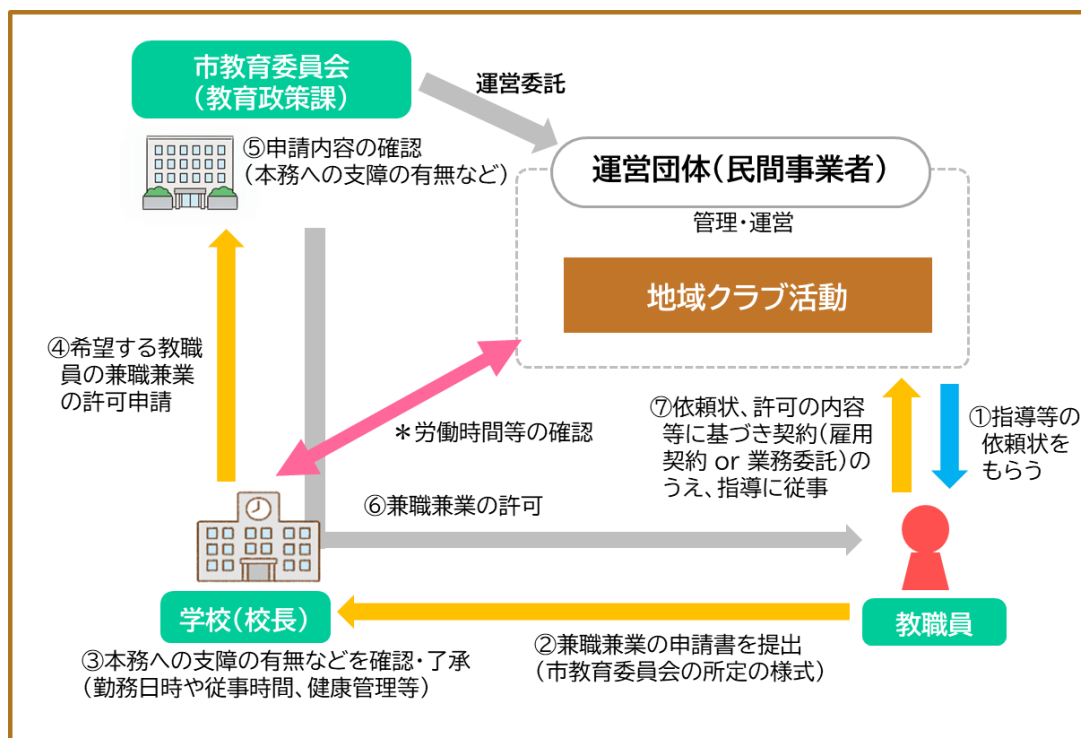 市教育委員会
（教育政策課）
運営委託
⑤申請内容の確認
（本務への支障の有無など）
運営団体（民間事業者）
管理・運営
地域クラブ活動
④希望する教職
員の兼職兼業
の許可申請
＊労働時間等の確認
⑦依頼状、許可の内容
等に基づき契約（雇用
契約 or 業務委託）の
うえ、指導に従事
①指導等の
依頼状を
もらう
⑥兼職兼業の許可
学校（校長）
教職員
③本務への支障の有無などを確認・了承
（勤務日時や従事時間、健康管理等）
②兼職兼業の申請書を提出
（市教育委員会の所定の様式）